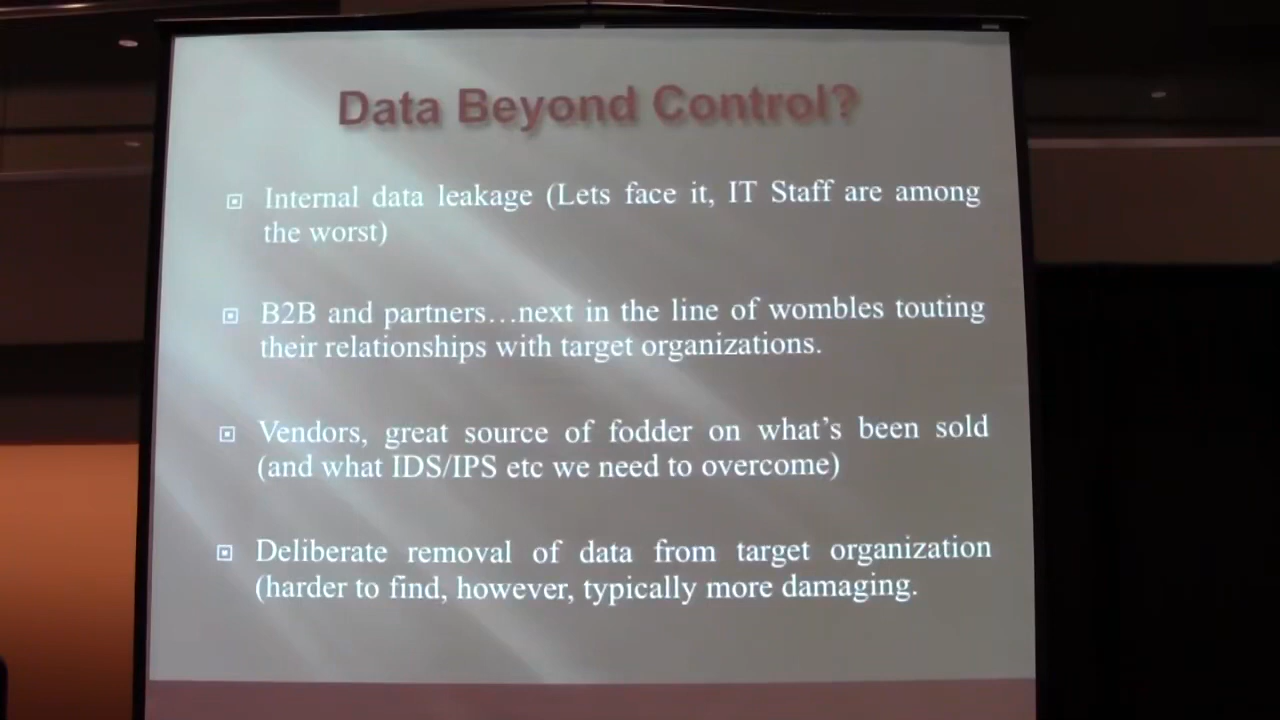 Data Beyond Control?
Internal data leakage (Lets face it, IT Staff are among
the worst)
B2B and partners…next in the line of wombles touting
their relationships with target organizations.
Vendors, great source of fodder on what's been sold
(and what IDS/IPS etc we need to overcome)
Deliberate removal of data from target organization
(harder to find, however, typically more damaging.